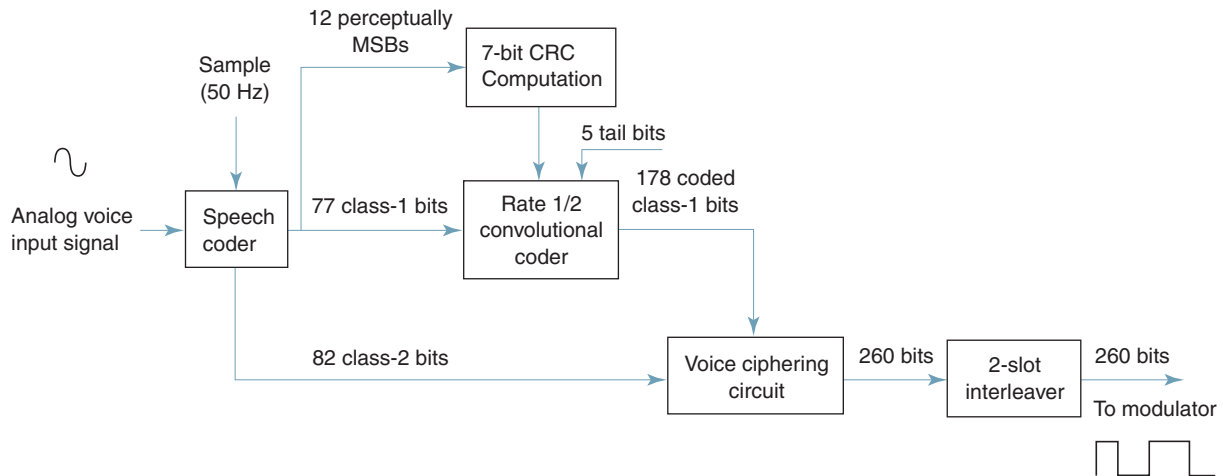 12 perceptually
MSBs
7-bit CRC
Computation
Sample
(50 Hz)
5 tail bits
Analog voice
input signal
Speech
coder
77 class-1 bits
Rate 1/2
convolutional
coder
178 coded
class-1 bits
82 class-2 bits
Voice ciphering
circuit
260 bits
2-slot
interleaver
260 bits
To modulator